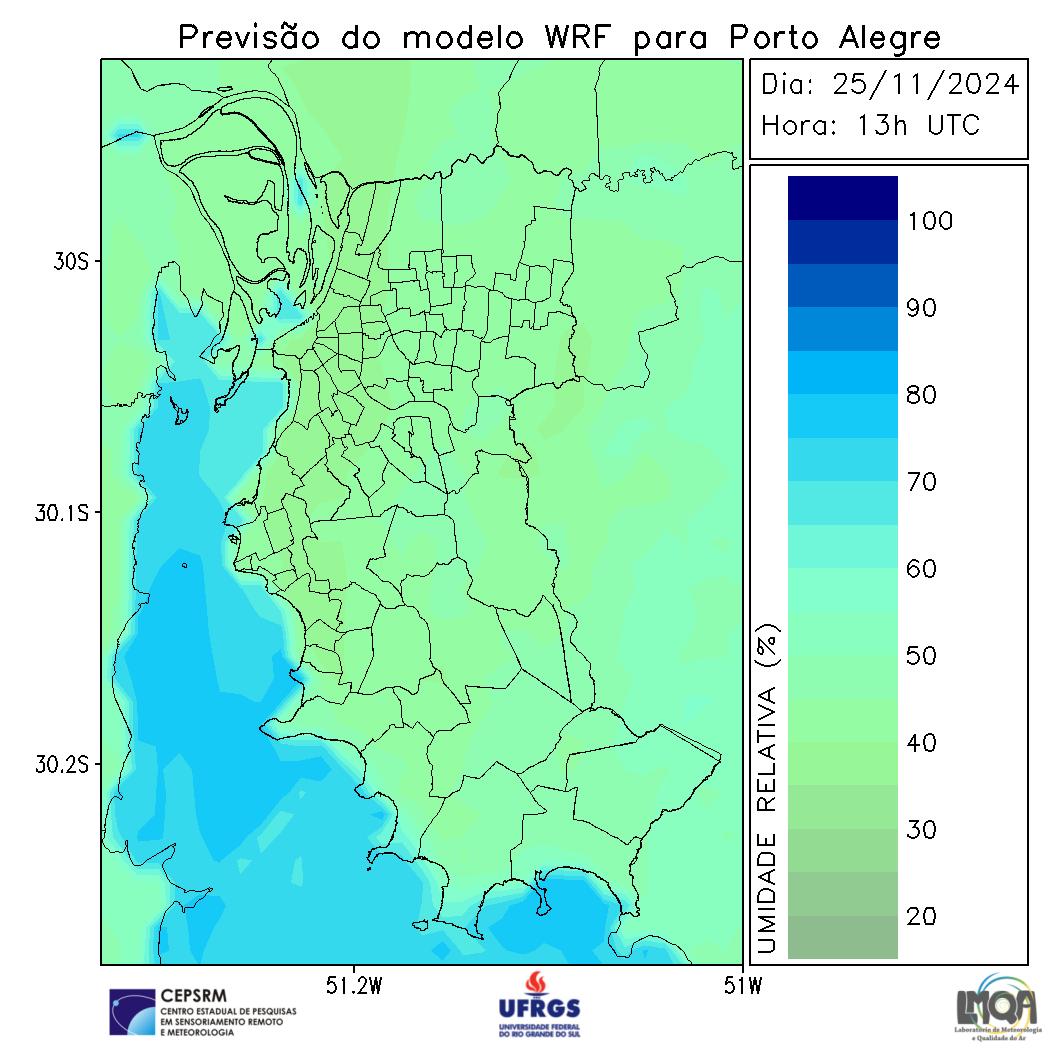 Previsão do modelo WRF para Porto Alegre
Dia: 25/11/2024
Hora: 13h UTC
30S
30.1S
30.2S
51.2W
51W
100
90
80
70
60
50
40
30
20
UMIDADE RELATIVA (%)
CEPSRM
CENTRO ESTADUAL DE PESQUISAS
EM SENSORIAMENTO REMOTO
E METEOROLOGIA
UFRGS
UNIVERSIDADE FEDERAL
DO RIO GRANDE DO SUL
LMQA
Laboratório de Meteorologia
e Qualidade do Ar